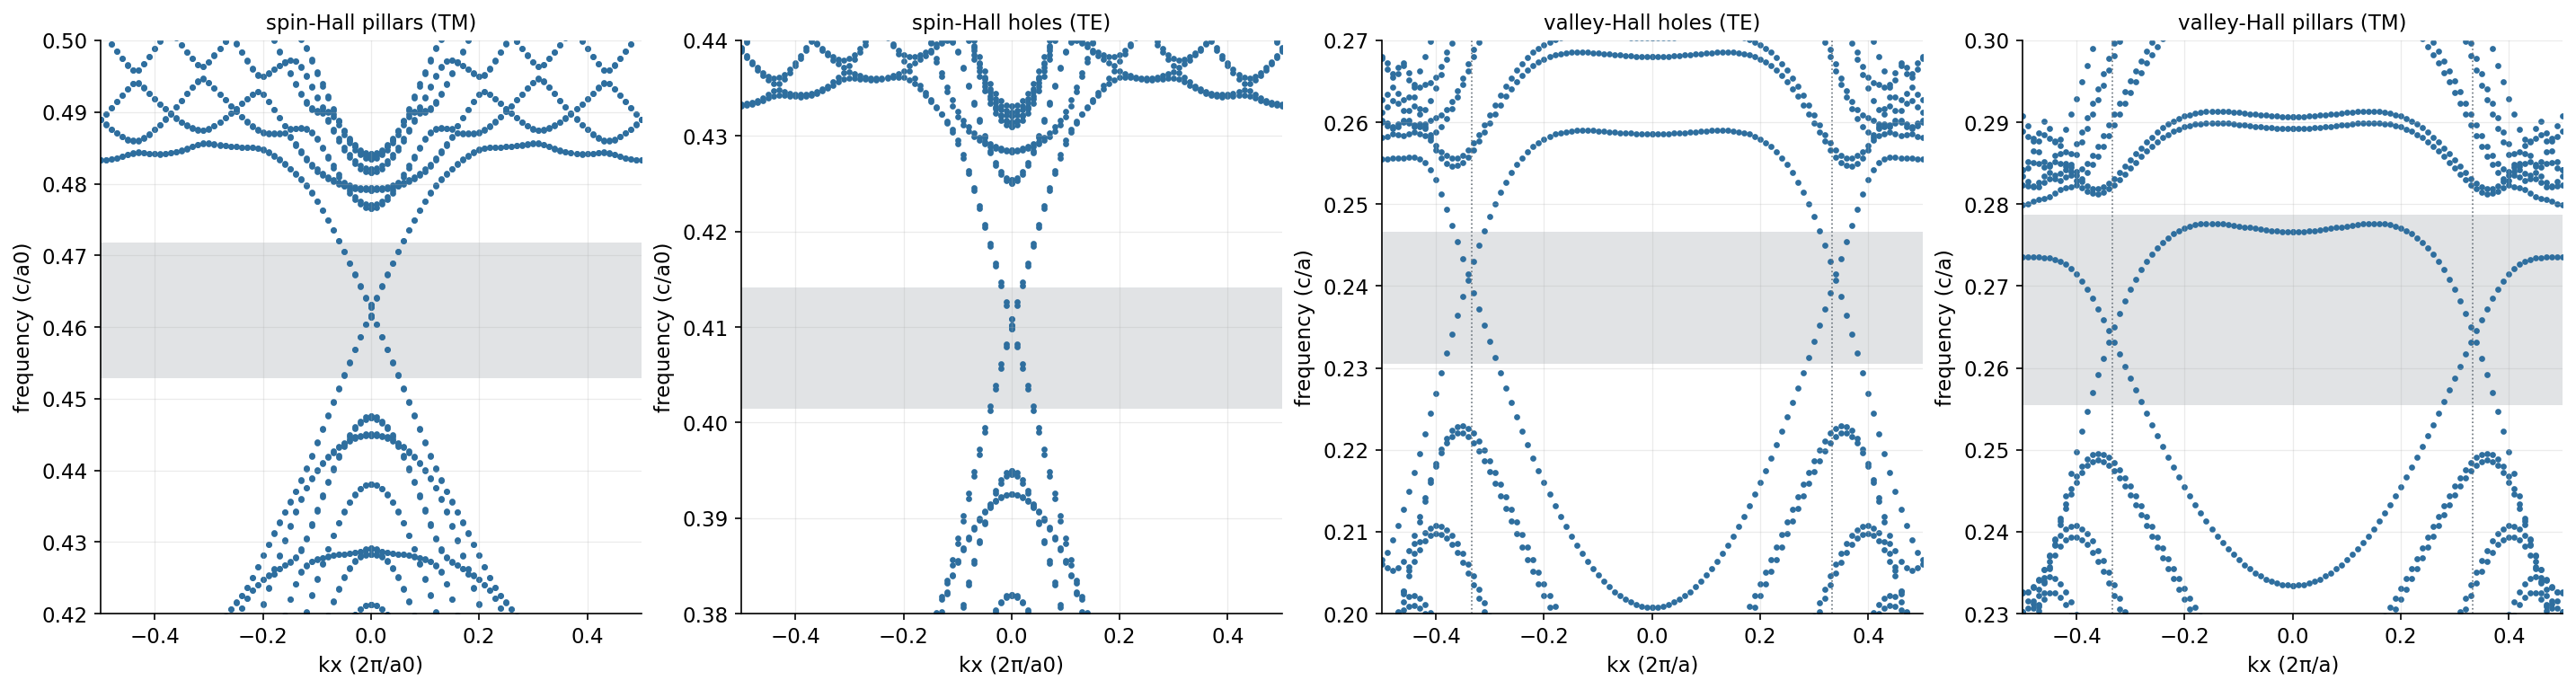 spin-Hall pillars (TM)
0.50
0.49
0.48
0.47
0.46
0.45
0.44
0.43
0.42
−0.4 −0.2 0.0 0.2 0.4
kx (2π/a0)
frequency (c/a0)
spin-Hall holes (TE)
0.44
0.43
0.42
0.41
0.40
0.39
0.38
−0.4 −0.2 0.0 0.2 0.4
kx (2π/a0)
frequency (c/a0)
valley-Hall holes (TE)
0.27
0.26
0.25
0.24
0.23
0.22
0.21
0.20
−0.4 −0.2 0.0 0.2 0.4
kx (2π/a)
frequency (c/a)
valley-Hall pillars (TM)
0.30
0.29
0.28
0.27
0.26
0.25
0.24
0.23
−0.4 −0.2 0.0 0.2 0.4
kx (2π/a)
frequency (c/a)